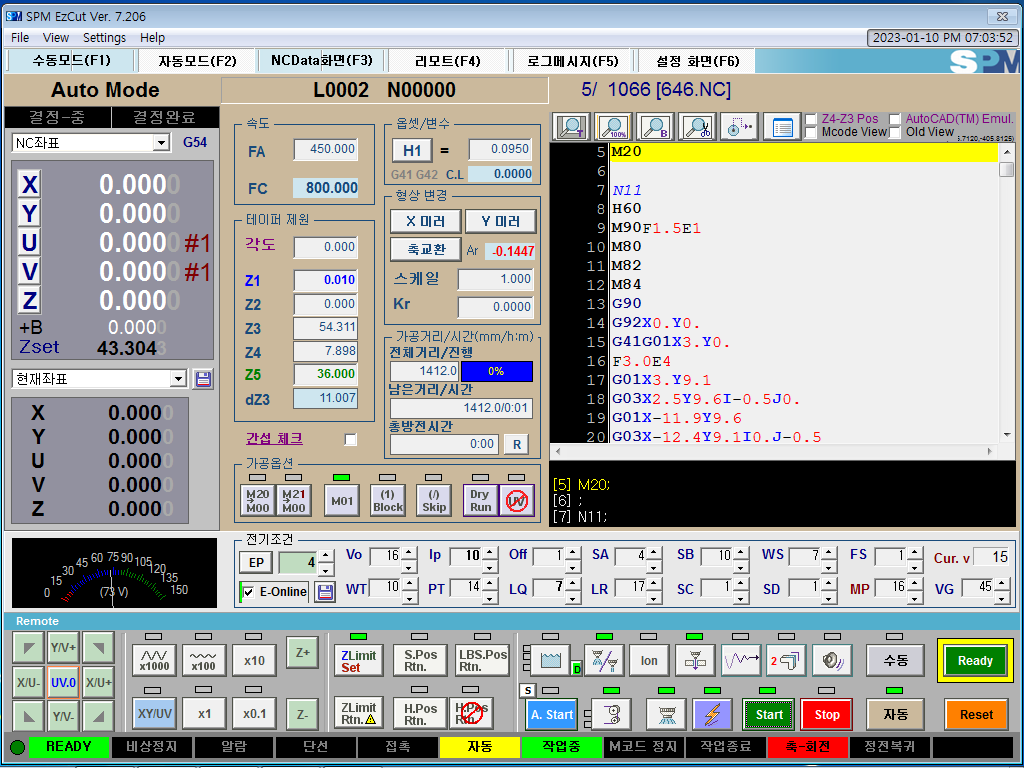 SPM EzCut Ver. 7.206
File View Settings Help
2023-01-10 PM 07:03:52
수동모드(F1) 자동모드(F2) NCData화면(F3) 리모트(F4) 로그메시지(F5) 설정 화면(F6)
SPM
Auto Mode
L0002 N00000
5/ 1066 [646.NC]
결정-중 결정완료
NC좌표 G54
X 0.0000
Y 0.0000
U 0.0000 #1
V 0.0000 #1
Z 0.0000
+B 0.0000
Zset 43.3043
현재좌표
X 0.0000
Y 0.0000
U 0.0000
V 0.0000
Z 0.0000
속도
FA 450.000
FC 800.000
테이퍼 제원
각도 0.000
Z1 0.010
Z2 0.000
Z3 54.311
Z4 7.898
Z5 36.000
dZ3 11.007
간섭 체크
옵셋/변수
H1 = 0.0950
G41 G42 C.L 0.0000
형상 변경
X 미러 Y 미러
축교환 Ar -0.1447
스케일 1.000
Kr 0.0000
가공거리/시간(mm/h:m)
전체거리/진행
1412.0 0%
남은거리/시간
1412.0/0:01
총방전시간
0:00 R
가공옵션
M20 M00
M21 M00
M01
(1) Block
(/) Skip
Dry Run
UV
T 100% B
Z4-Z3 Pos AutoCAD(TM) Emul.
Mcode View Old View
5.7120,-405.8125)
5 M20
6
7 N11
8 H60
9 M90F1.5E1
10 M80
11 M82
12 M84
13 G90
14 G92X0.Y0.
15 G41G01X3.Y0.
16 F3.0E4
17 G01X3.Y9.1
18 G03X2.5Y9.6I-0.5J0.
19 G01X-11.9Y9.6
20 G03X-12.4Y9.1I0.J-0.5
[5] M20;
[6] ;
[7] N11;
0 15 30 45 60 75 90 105 120 135 150
(73 V)
전기조건
EP 4
E-Online
Vo 16 Ip 10 Off 1 SA 4 SB 10 WS 7 FS 1 Cur. v 15
WT 10 PT 14 LQ 7 LR 17 SC 1 SD 1 MP 16 VG 45
Remote
Y/V+
X/U- UV.0 X/U+
Y/V-
x1000 x100 x10 Z+
XY/UV x1 x0.1 Z-
ZLimit Set
S.Pos Rtn.
LBS.Pos Rtn.
ZLimit Rtn.
H.Pos Rtn.
H.Pos Rtn.
D Ion 2 수동 Ready
S A. Start Start Stop 자동 Reset
READY 비상정지 알람 단선 접촉 자동 작업중 M코드 정지 작업종료 축-회전 정전복귀